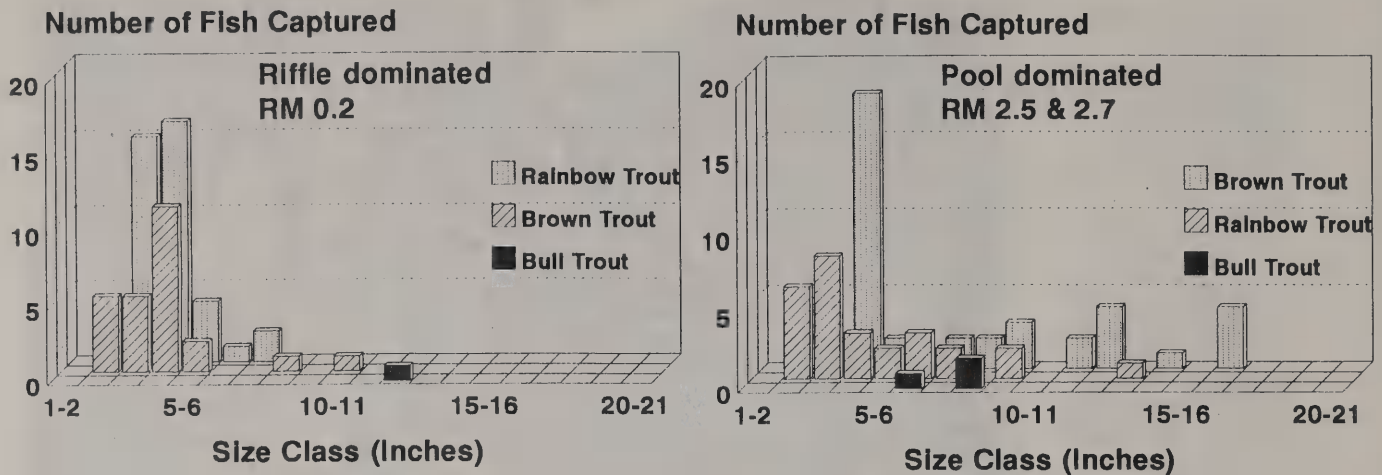 Number of Fish Captured
Riffle dominated
RM 0.2
20
15
10
5
0
Rainbow Trout
Brown Trout
Bull Trout
1-2 5-6 10-11 15-16 20-21
Size Class (Inches)
Number of Fish Captured
Pool dominated
RM 2.5 & 2.7
20
15
10
5
0
Brown Trout
Rainbow Trout
Bull Trout
1-2 5-6 10-11 15-16 20-21
Size Class (Inches)